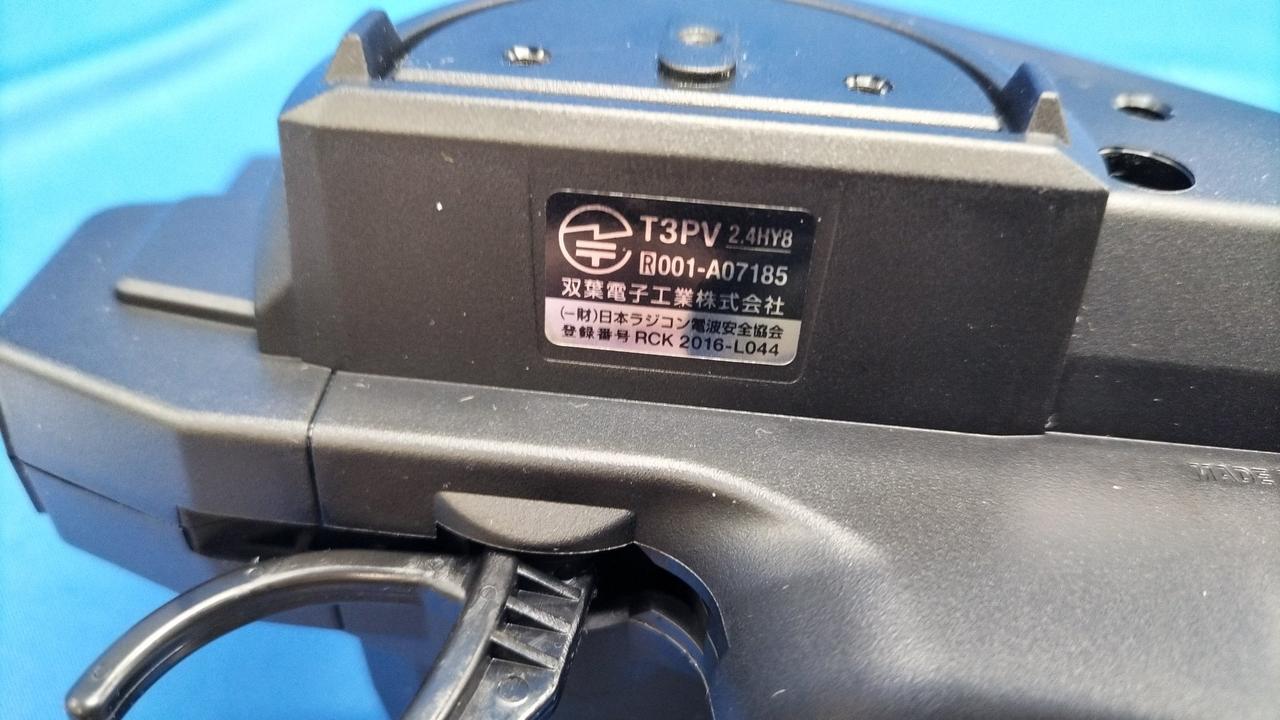 T3PV 2.4HY8
R001-A07185
双葉電子工業株式会社
(一財)日本ラジコン電波安全協会
登録番号 RCK 2016-L044
MADE